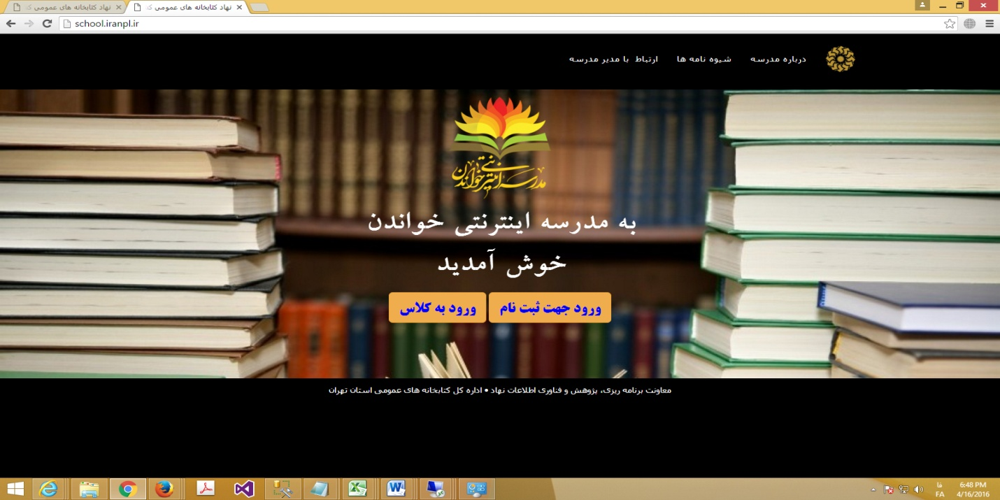 نهاد کتابخانه های عمومی ک
نهاد کتابخانه های عمومی ک
school.iranpl.ir
درباره مدرسه
شیوه نامه ها
ارتباط با مدیر مدرسه
مدرسه اینترنتی خواندن
به مدرسه اینترنتی خواندن
خوش آمدید
ورود جهت ثبت نام
ورود به کلاس
معاونت برنامه ریزی، پژوهش و فناوری اطلاعات نهاد • اداره کل کتابخانه های عمومی استان تهران
فا
FA
6:48 PM
4/16/2016